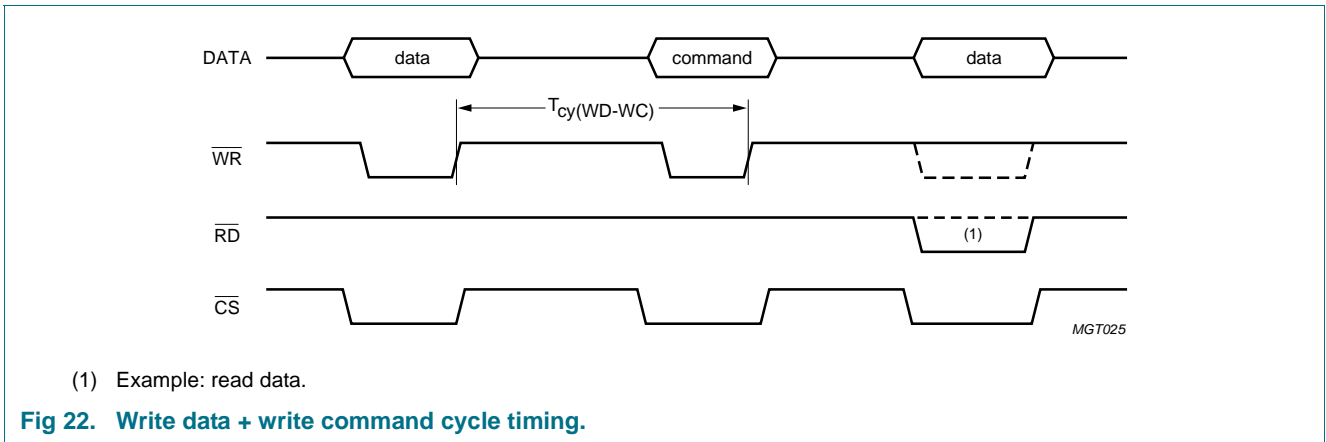 DATA data command data
Tcy(WD-WC)
WR
RD (1)
CS
MGT025
(1) Example: read data.
Fig 22. Write data + write command cycle timing.